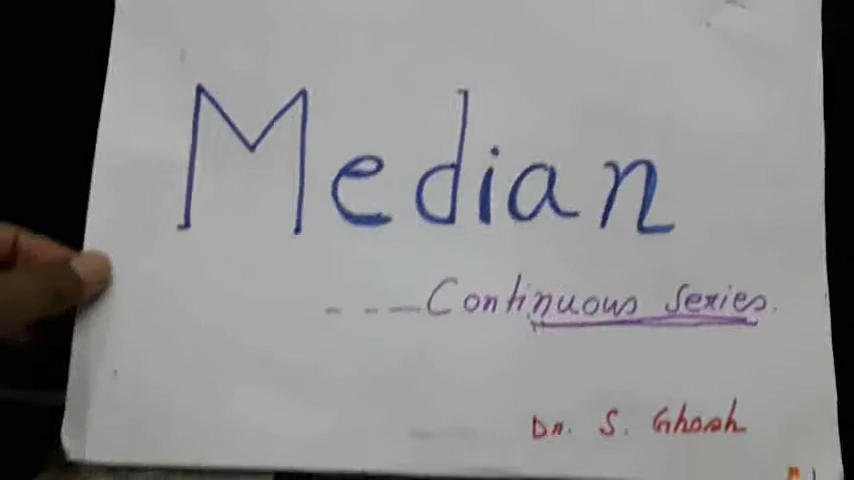 Median
---Continuous Series.
Dr. S. Ghosh